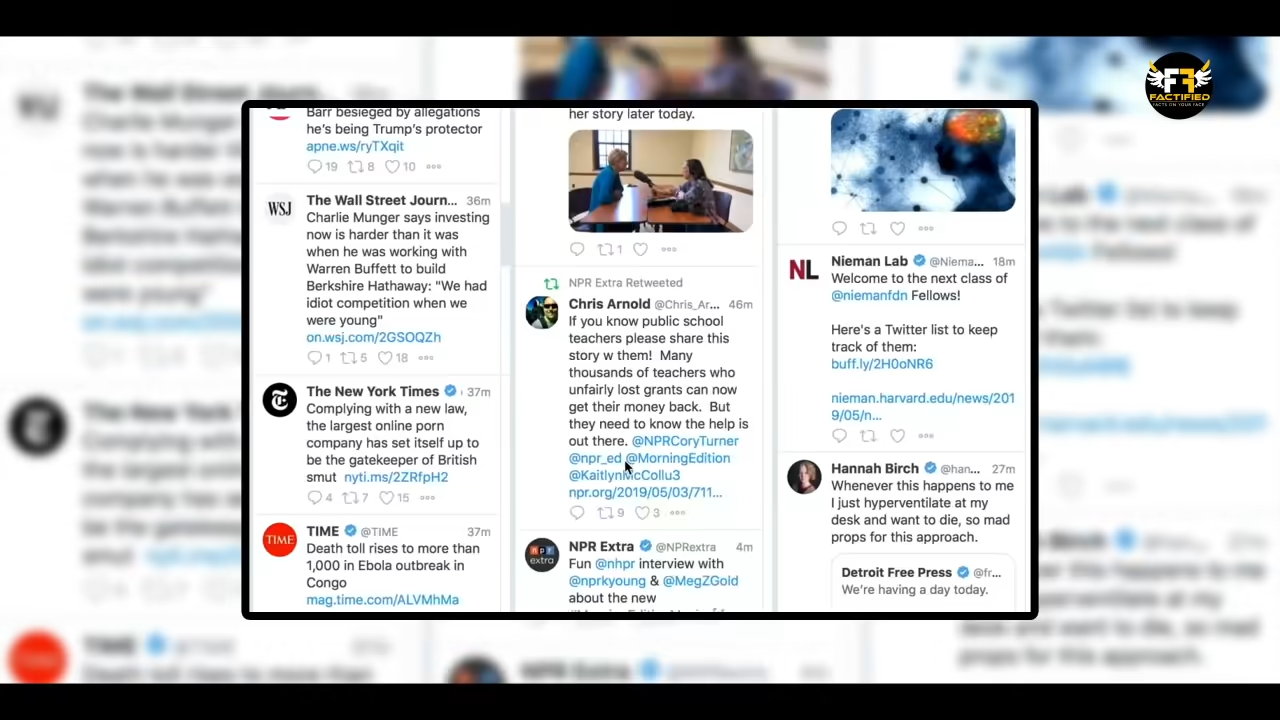 FF
FACTIFIED
FACTS ON YOUR FACE
Barr besieged by allegations
he's being Trump's protector
apne.ws/ryTXqit
19 8 10
WSJ
The Wall Street Journ... 36m
Charlie Munger says investing
now is harder than it was
when he was working with
Warren Buffett to build
Berkshire Hathaway: "We had
idiot competition when we
were young"
on.wsj.com/2GSOQZh
1 5 18
The New York Times 37m
Complying with a new law,
the largest online porn
company has set itself up to
be the gatekeeper of British
smut nyti.ms/2ZRfpH2
4 7 15
TIME
TIME @TIME 37m
Death toll rises to more than
1,000 in Ebola outbreak in
Congo
mag.time.com/ALVMhMa
her story later today.
1
NPR Extra Retweeted
Chris Arnold @Chris_Ar... 46m
If you know public school
teachers please share this
story w them! Many
thousands of teachers who
unfairly lost grants can now
get their money back. But
they need to know the help is
out there. @NPRCoryTurner
@npr_ed @MorningEdition
@KaitlynMcCollu3
npr.org/2019/05/03/711...
9 3
npr
extra
NPR Extra @NPRextra 4m
Fun @nhpr interview with
@nprkyoung & @MegZGold
about the new
NL
Nieman Lab @Niema... 18m
Welcome to the next class of
@niemanfdn Fellows!
Here's a Twitter list to keep
track of them:
buff.ly/2H0oNR6
nieman.harvard.edu/news/201
9/05/n...
Hannah Birch @han... 27m
Whenever this happens to me
I just hyperventilate at my
desk and want to die, so mad
props for this approach.
Detroit Free Press @fr...
We're having a day today.